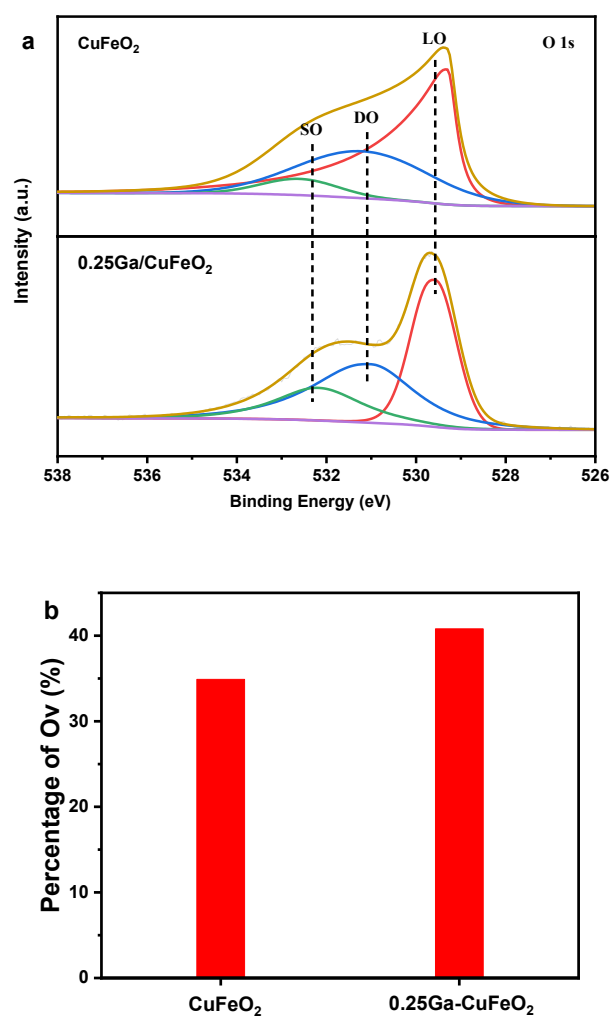 a
CuFeO₂
LO
O 1s
SO
DO
0.25Ga/CuFeO₂
Intensity (a.u.)
538 536 534 532 530 528 526
Binding Energy (eV)
b
40
30
20
10
0
Percentage of Ov (%)
CuFeO₂ 0.25Ga-CuFeO₂